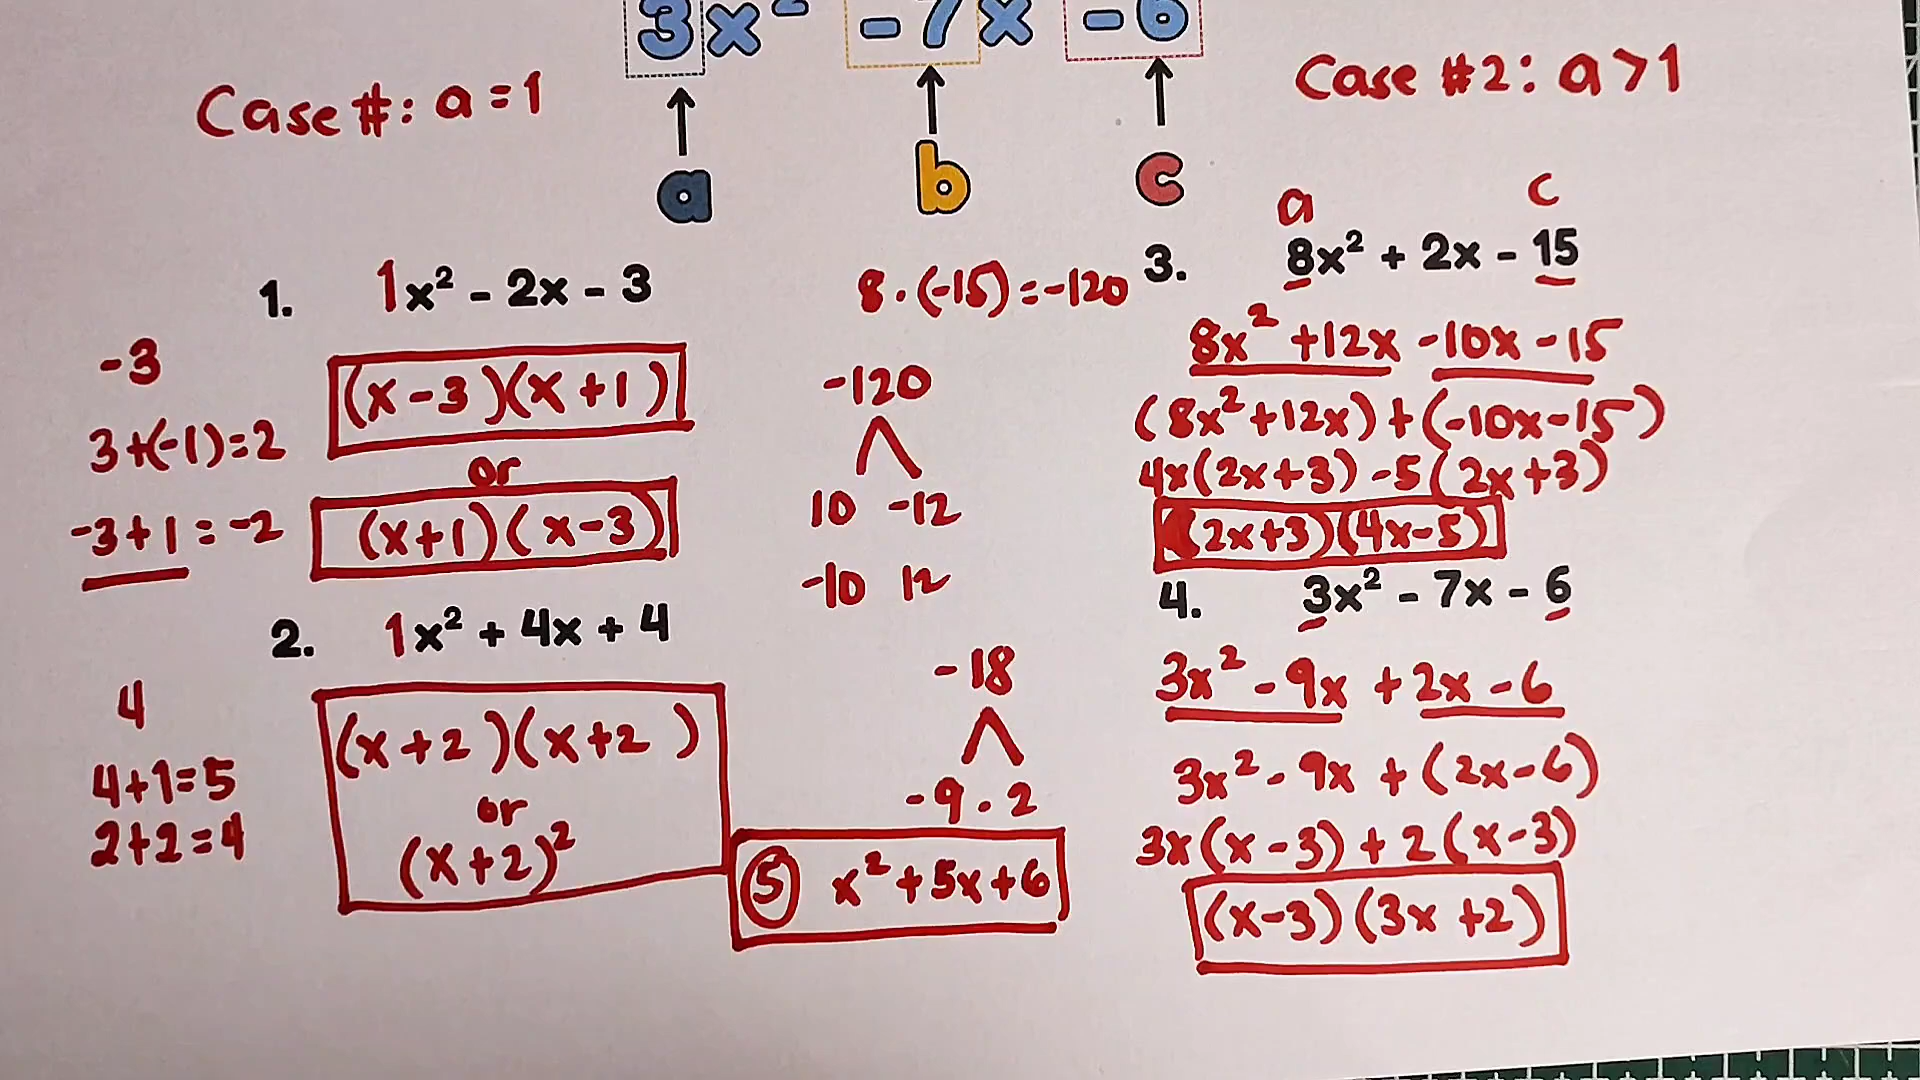 3x² -7x -6
Case #: a=1
Case #2: a>1
a
b
c
1. 1x² - 2x - 3
-3
3+(-1)=2
-3+1=-2
(x-3)(x+1)
or
(x+1)(x-3)
2. 1x² + 4x + 4
4
4+1=5
2+2=4
(x+2)(x+2)
or
(x+2)²
8·(-15)=-120
-120
10 -12
-10 12
-18
-9·2
5 x²+5x+6
a c
3. 8x² + 2x - 15
8x²+12x-10x-15
(8x²+12x)+(-10x-15)
4x(2x+3)-5(2x+3)
(2x+3)(4x-5)
4. 3x² - 7x - 6
3x²-9x+2x-6
3x²-9x+(2x-6)
3x(x-3)+2(x-3)
(x-3)(3x+2)